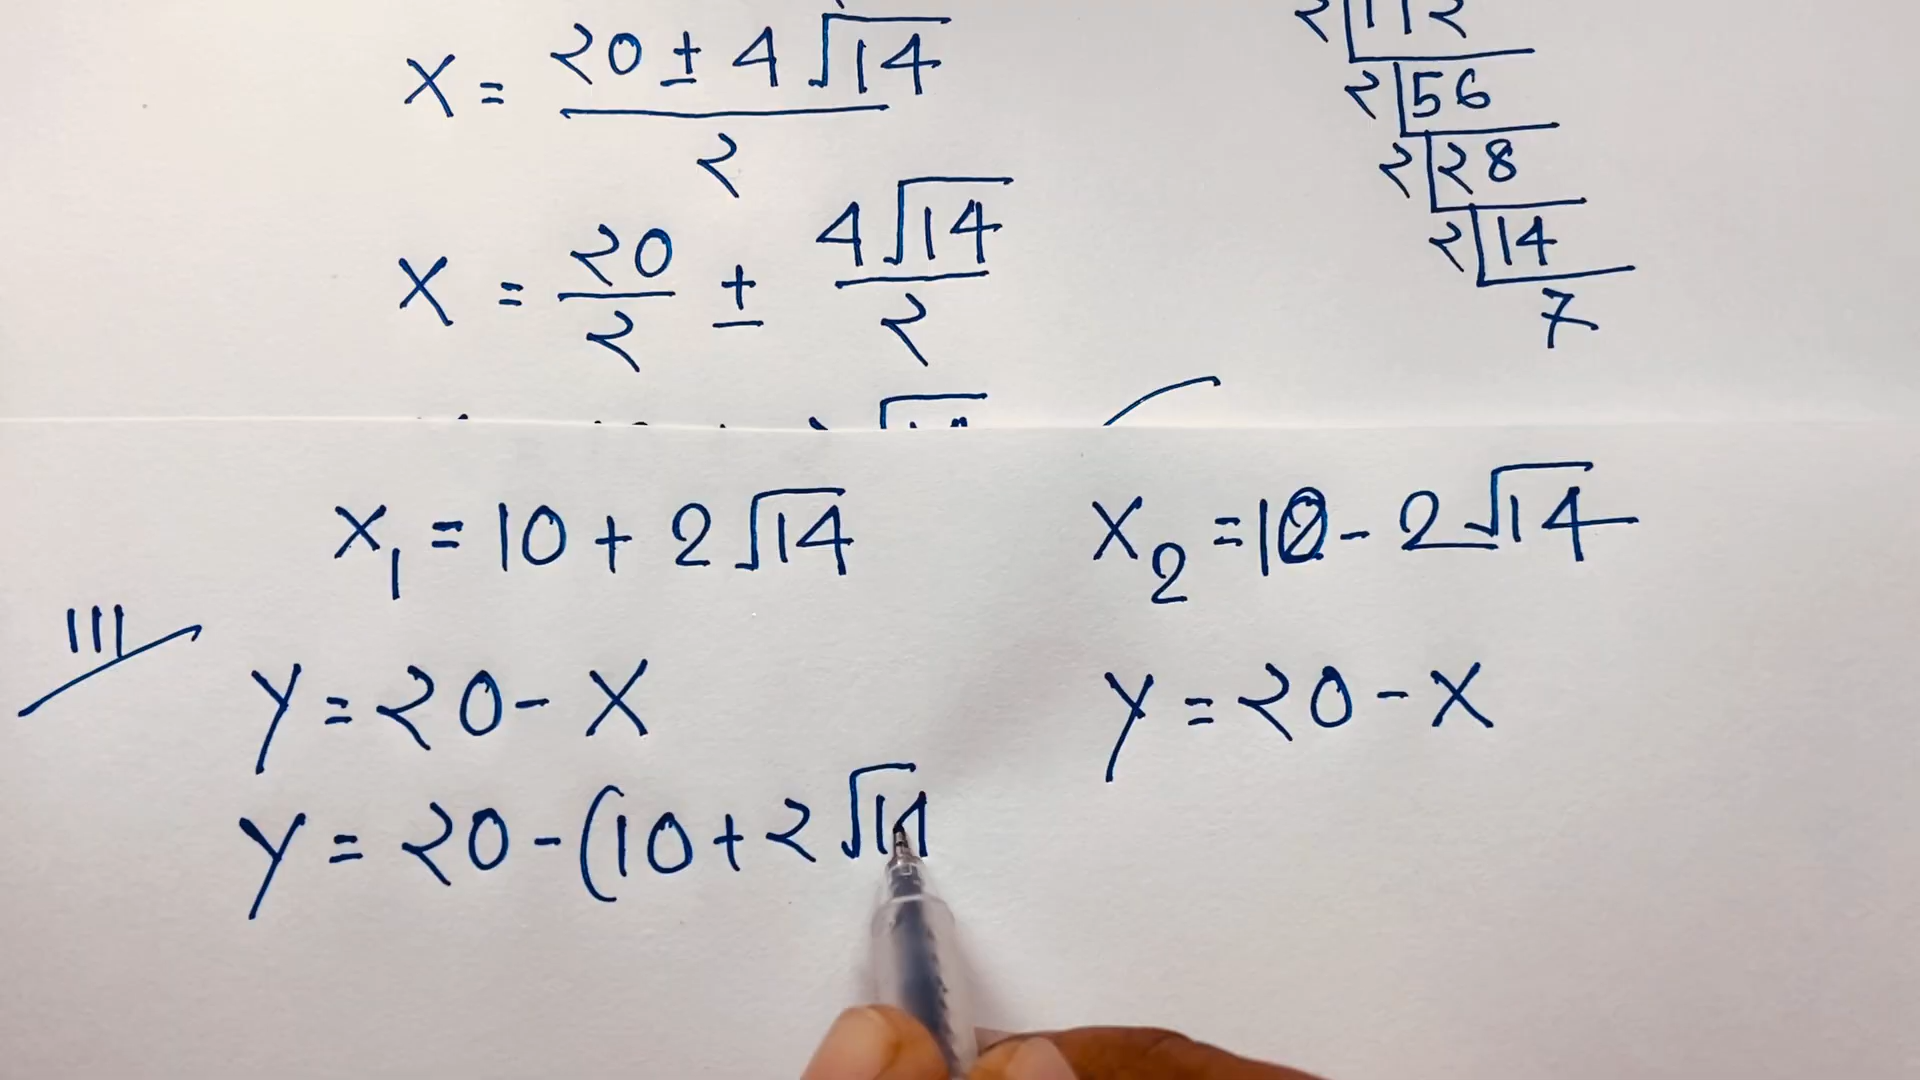 x = 20 ± 4√14
2
x = 20/2 ± 4√14/2
2 112
2 56
2 28
2 14
7
x₁ = 10 + 2√14
x₂ = 10 - 2√14
III
y = 20 - x
y = 20 - (10 + 2√14
y = 20 - x